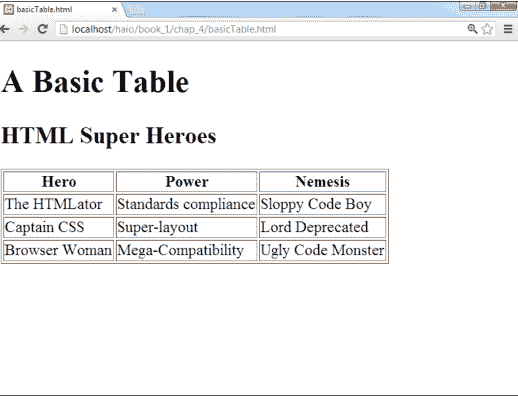 basicTable.html
localhost/haio/book_1/chap_4/basicTable.html
A Basic Table
HTML Super Heroes
Hero Power Nemesis
The HTMLator Standards compliance Sloppy Code Boy
Captain CSS Super-layout Lord Deprecated
Browser Woman Mega-Compatibility Ugly Code Monster